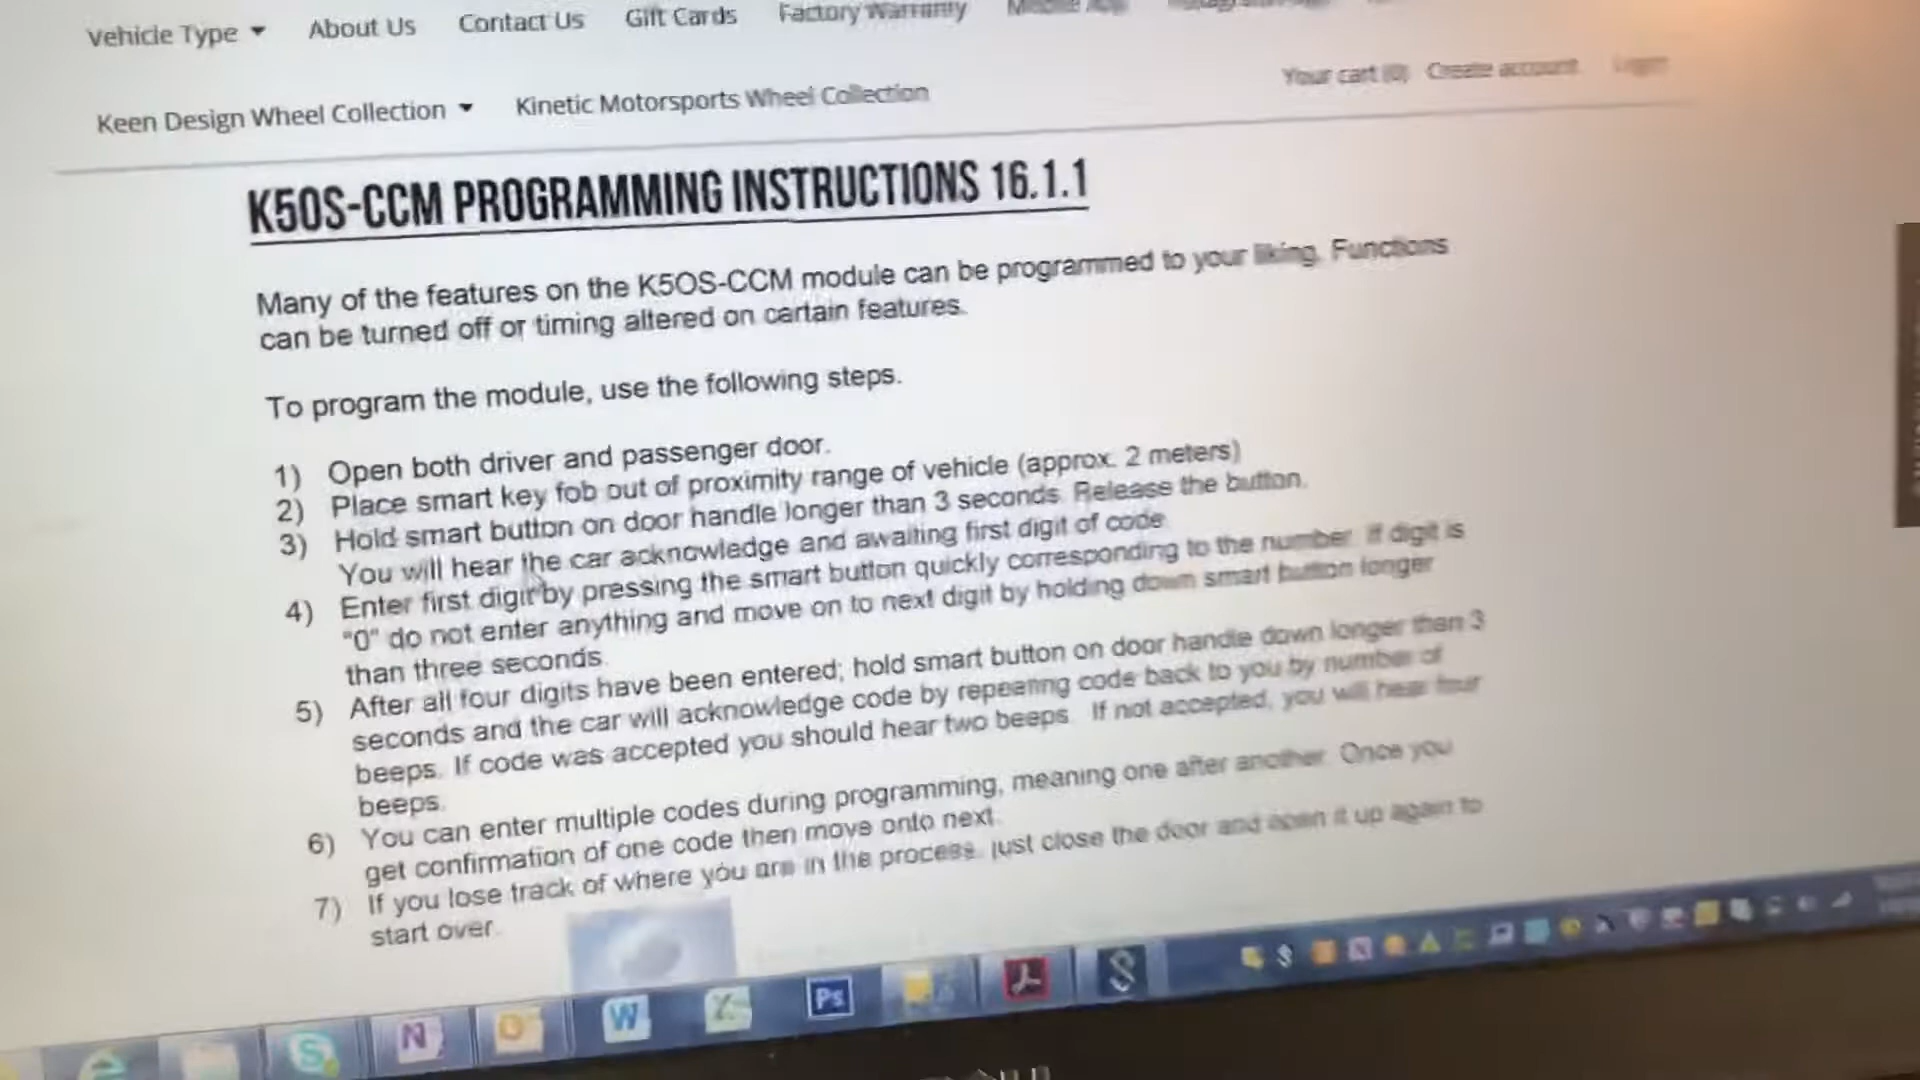 Vehicle Type About Us Contact Us Gift Cards Factory Warranty
Your cart (0) Create account Login
Keen Design Wheel Collection Kinetic Motorsports Wheel Collection
K5OS-CCM PROGRAMMING INSTRUCTIONS 16.1.1
Many of the features on the K5OS-CCM module can be programmed to your liking. Functions
can be turned off or timing altered on cartain features.
To program the module, use the following steps.
1) Open both driver and passenger door.
2) Place smart key fob out of proximity range of vehicle (approx. 2 meters)
3) Hold smart button on door handle longer than 3 seconds. Release the button.
You will hear the car acknowledge and awaiting first digit of code
4) Enter first digit by pressing the smart button quickly corresponding to the number. If digit is
"0" do not enter anything and move on to next digit by holding down smart button longer
than three seconds.
5) After all four digits have been entered; hold smart button on door handle down longer than 3
seconds and the car will acknowledge code by repeating code back to you by number of
beeps. If code was accepted you should hear two beeps. If not accepted, you will hear four
beeps.
6) You can enter multiple codes during programming, meaning one after another. Once you
get confirmation of one code then move onto next.
7) If you lose track of where you are in the process, just close the door and open it up again to
start over.
S N O W X Ps